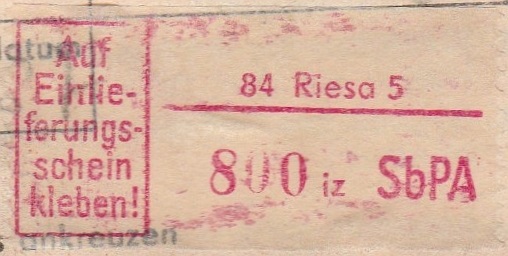 Auf
Einlie-
ferungs-
schein
kleben!
84 Riesa 5
800 iz SbPA
ankreuzen